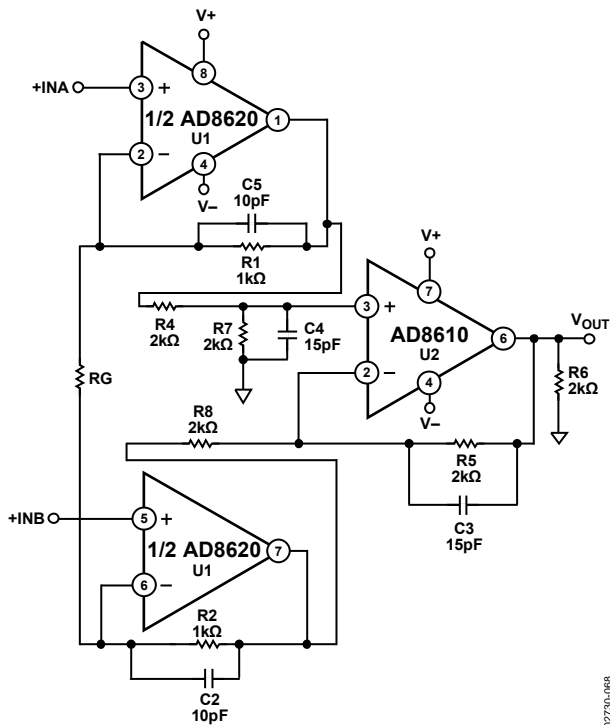 V+
+INA
3
+
8
1/2 AD8620
1
U1
2
−
4
V−
C5
10pF
R1
1kΩ
V+
7
R4
2kΩ
R7
2kΩ
C4
15pF
3
+
AD8610
6
U2
VOUT
2
−
4
V−
R6
2kΩ
RG
R8
2kΩ
R5
2kΩ
C3
15pF
+INB
5
+
1/2 AD8620
7
U1
6
−
R2
1kΩ
C2
10pF
02730-068